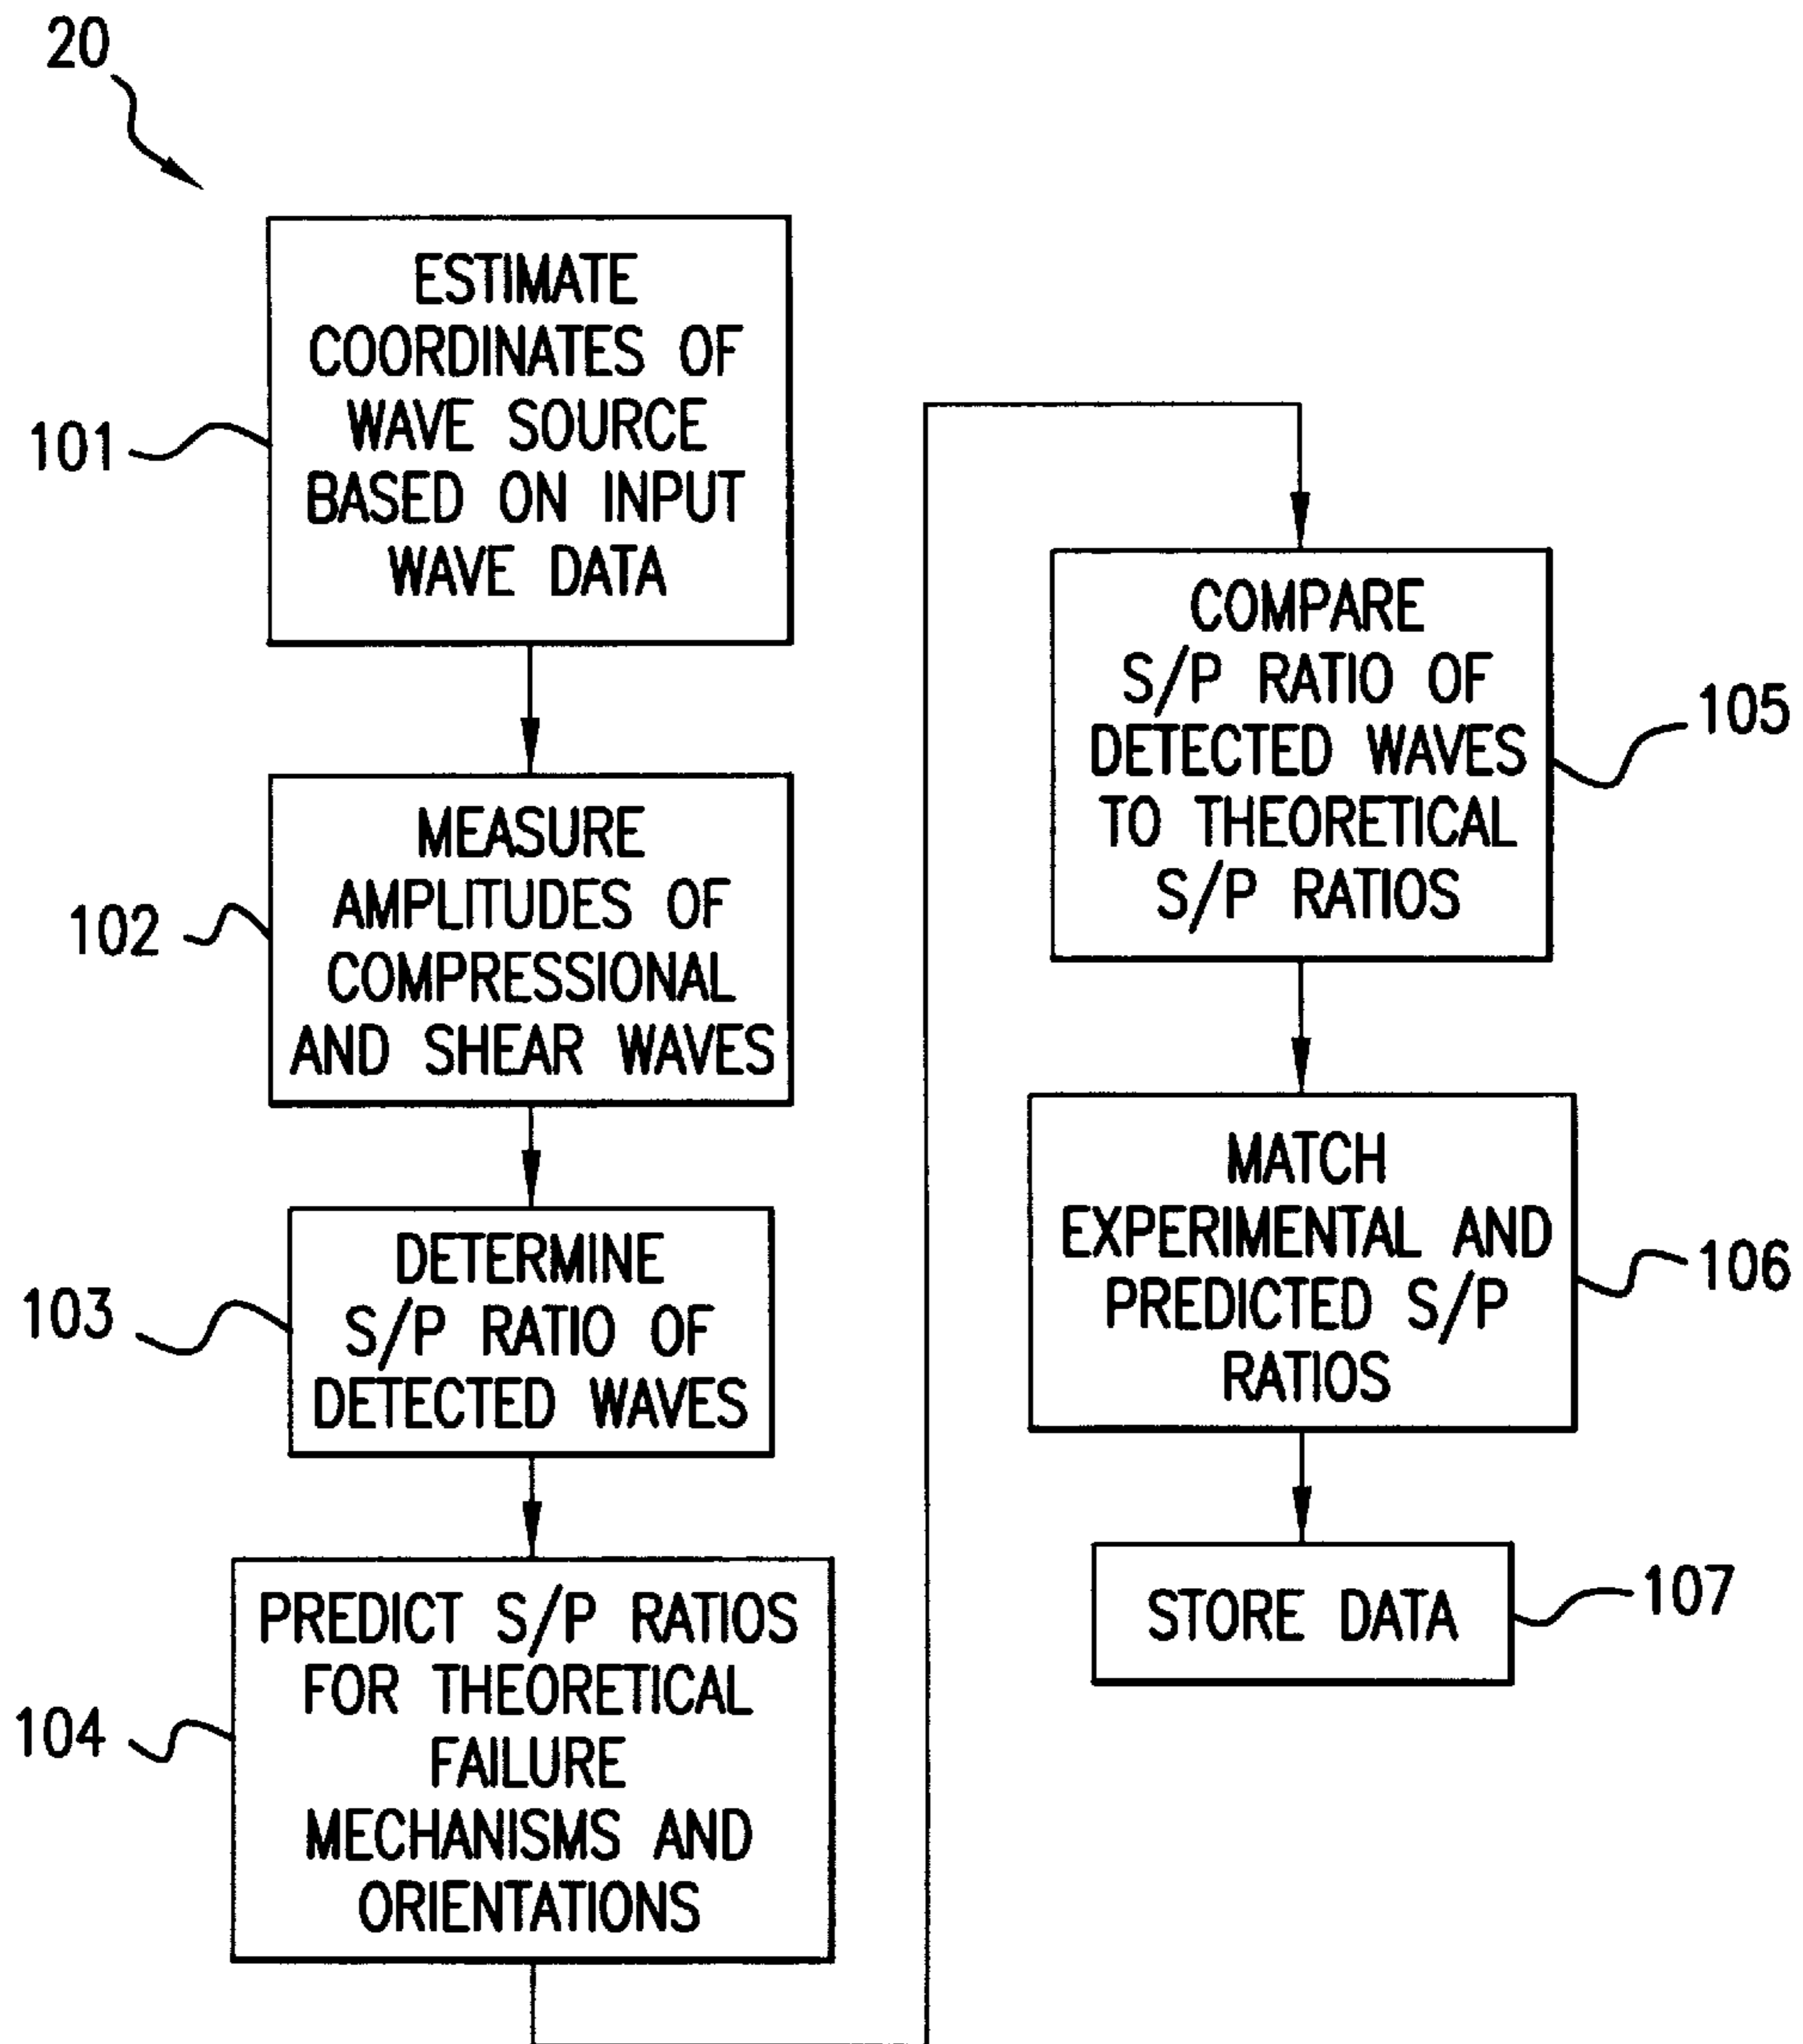 20
101
ESTIMATE
COORDINATES OF
WAVE SOURCE
BASED ON INPUT
WAVE DATA
102
MEASURE
AMPLITUDES OF
COMPRESSIONAL
AND SHEAR WAVES
103
DETERMINE
S/P RATIO OF
DETECTED WAVES
104
PREDICT S/P RATIOS
FOR THEORETICAL
FAILURE
MECHANISMS AND
ORIENTATIONS
COMPARE
S/P RATIO OF
DETECTED WAVES
TO THEORETICAL
S/P RATIOS
105
MATCH
EXPERIMENTAL AND
PREDICTED S/P
RATIOS
106
STORE DATA
107